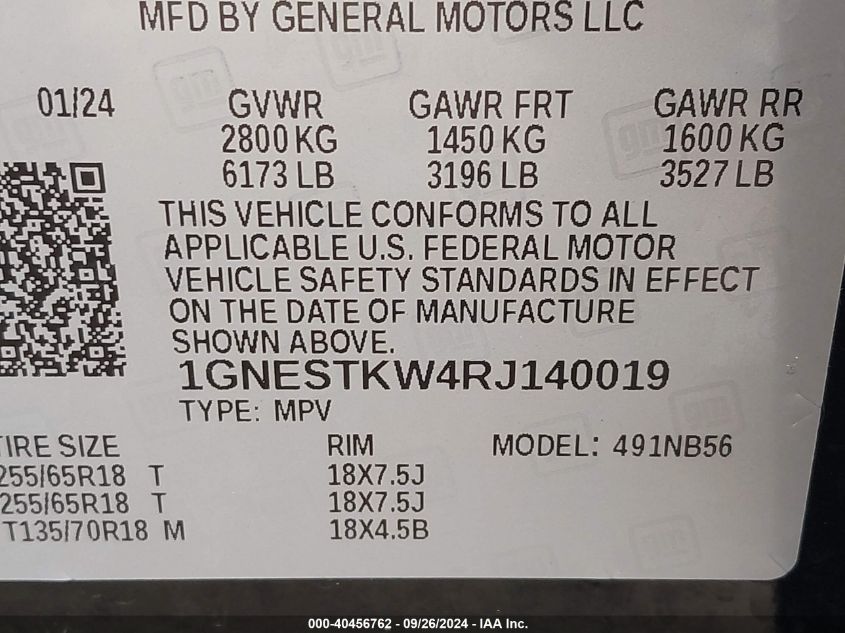 MFD BY GENERAL MOTORS LLC
01/24 GVWR GAWR FRT GAWR RR
2800 KG 1450 KG 1600 KG
6173 LB 3196 LB 3527 LB
THIS VEHICLE CONFORMS TO ALL
APPLICABLE U.S. FEDERAL MOTOR
VEHICLE SAFETY STANDARDS IN EFFECT
ON THE DATE OF MANUFACTURE
SHOWN ABOVE.
1GNESTKW4RJ140019
TYPE: MPV
TIRE SIZE RIM MODEL: 491NB56
255/65R18 T 18X7.5J
255/65R18 T 18X7.5J
T135/70R18 M 18X4.5B
000-40456762 - 09/26/2024 - IAA Inc.